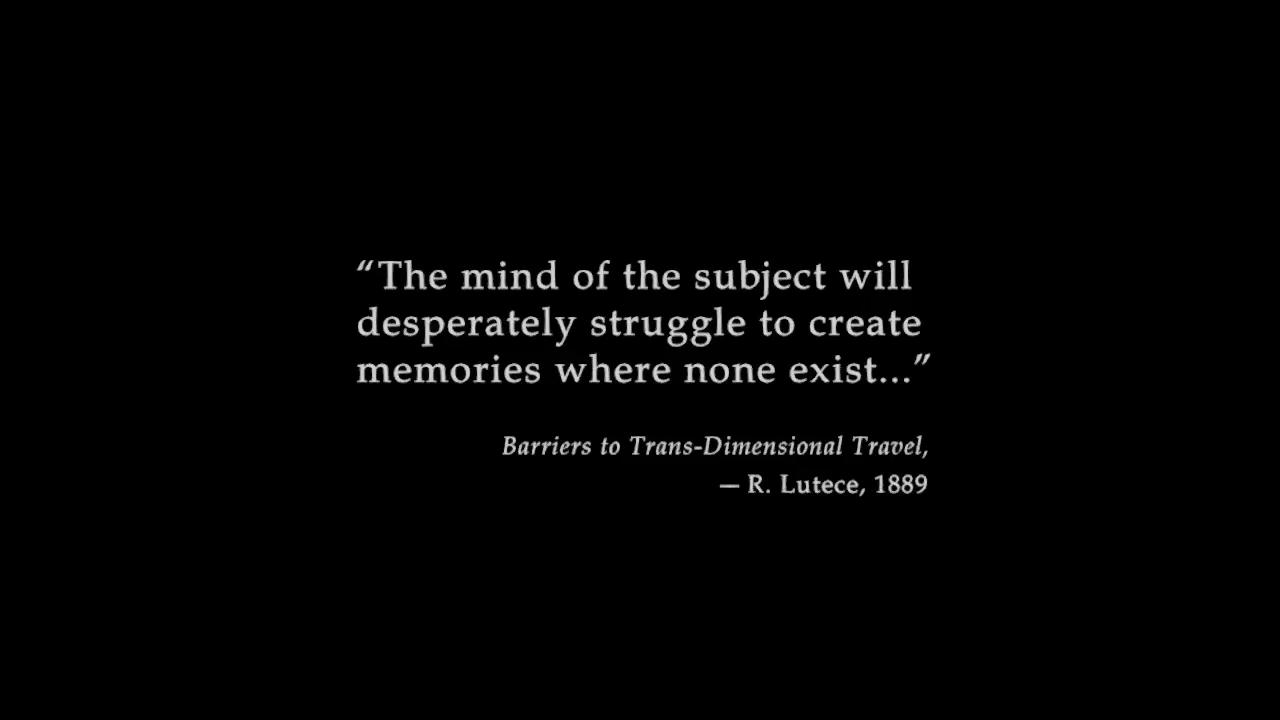 “The mind of the subject will
desperately struggle to create
memories where none exist...”
Barriers to Trans-Dimensional Travel,
— R. Lutece, 1889